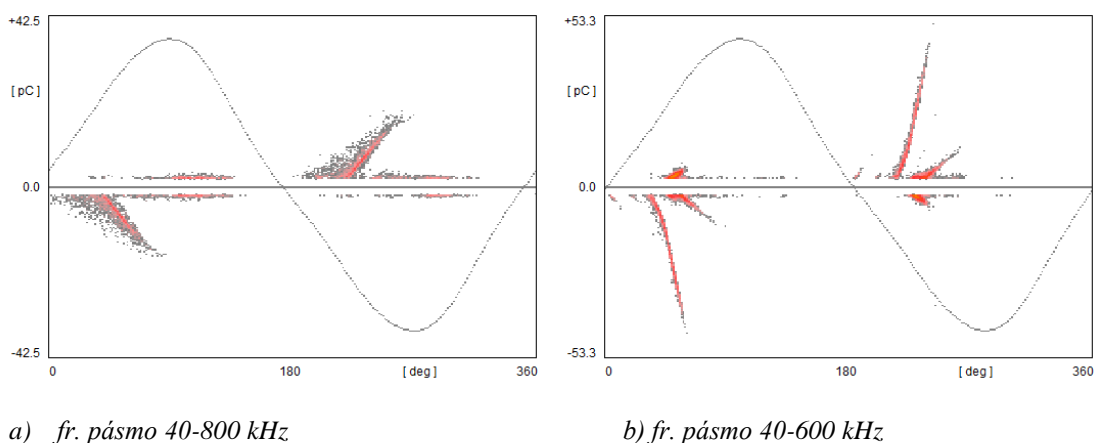 +42.5
[ pC ]
0.0
-42.5
0 180 [ deg ] 360
+53.3
[ pC ]
0.0
-53.3
0 180 [ deg ] 360
a) fr. pásmo 40-800 kHz
b) fr. pásmo 40-600 kHz